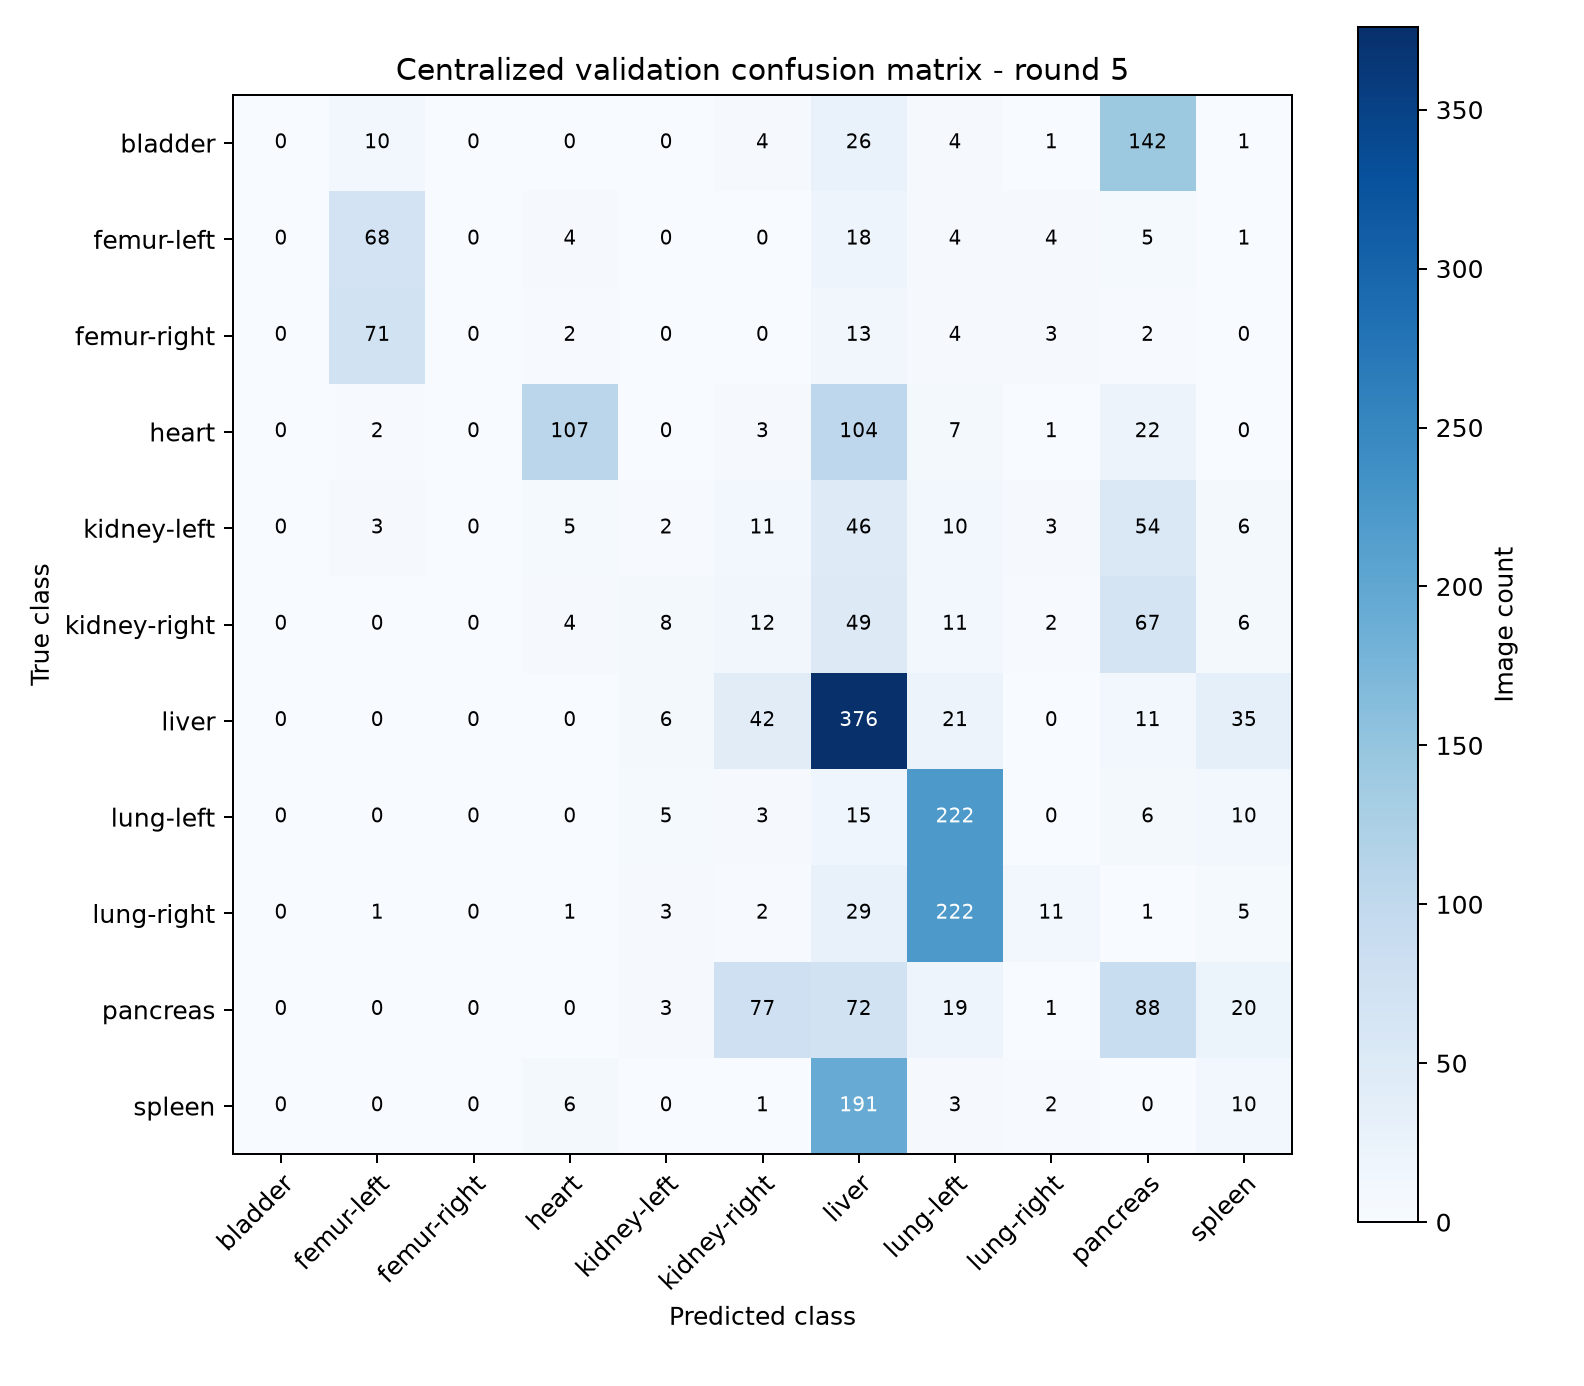 Centralized validation confusion matrix - round 5
bladder 0 10 0 0 0 4 26 4 1 142 1
femur-left 0 68 0 4 0 0 18 4 4 5 1
femur-right 0 71 0 2 0 0 13 4 3 2 0
heart 0 2 0 107 0 3 104 7 1 22 0
kidney-left 0 3 0 5 2 11 46 10 3 54 6
kidney-right 0 0 0 4 8 12 49 11 2 67 6
liver 0 0 0 0 6 42 376 21 0 11 35
lung-left 0 0 0 0 5 3 15 222 0 6 10
lung-right 0 1 0 1 3 2 29 222 11 1 5
pancreas 0 0 0 0 3 77 72 19 1 88 20
spleen 0 0 0 6 0 1 191 3 2 0 10
bladder femur-left femur-right heart kidney-left kidney-right liver lung-left lung-right pancreas spleen
Predicted class
True class
350
300
250
200
150
100
50
0
Image count